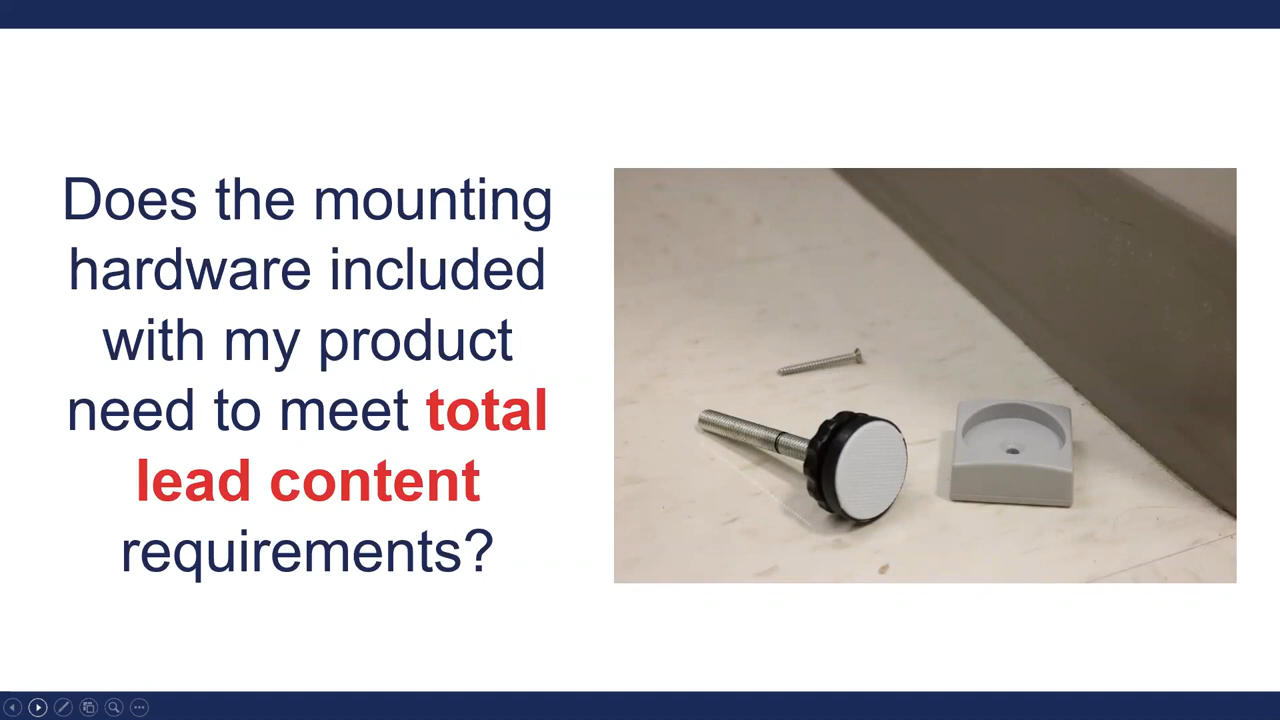 Does the mounting
hardware included
with my product
need to meet total
lead content
requirements?